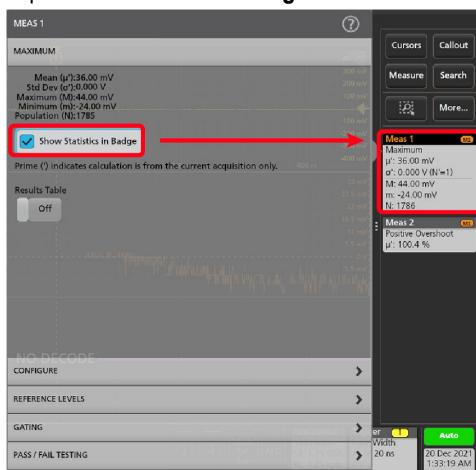 MEAS 1
?
MAXIMUM
Mean (µ'):36.00 mV
Std Dev (σ'):0.000 V
Maximum (M):44.00 mV
Minimum (m):-24.00 mV
Population (N):1785
Show Statistics in Badge
Prime (') indicates calculation is from the current acquisition only.
Results Table
Off
NO DECODE
CONFIGURE
REFERENCE LEVELS
GATING
PASS / FAIL TESTING
Cursors
Callout
Measure
Search
More...
Meas 1
Maximum
µ': 36.00 mV
σ': 0.000 V (N'=1)
M: 44.00 mV
m: -24.00 mV
N: 1786
Meas 2
Positive Overshoot
µ': 100.4 %
er
1
Width
20 ns
Auto
20 Dec 2021
1:33:19 AM